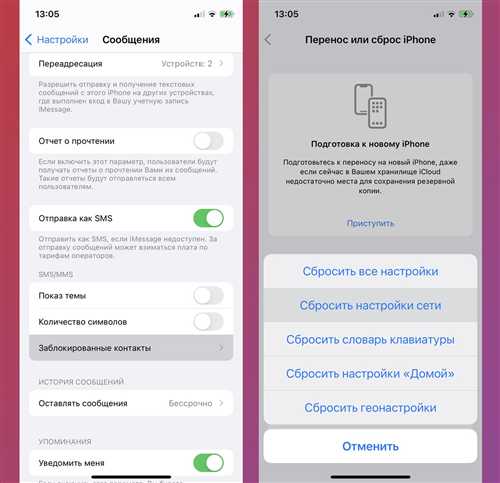 13:05
Настройки
Сообщения
Переадресация
Устройств: 2
Разрешить отправку и получение текстовых
сообщений с этого iPhone на других устройствах,
где выполнен вход в Вашу учетную запись
iMessage.
Отчет о прочтении
Если включить этот параметр, пользователи будут
получать отчеты о прочтении Вами их сообщений.
Такие отчеты будут отправляться всем
пользователям.
Отправка как SMS
Отправить как SMS, если iMessage недоступен. За
отправку сообщений может взиматься плата по
тарифам операторов.
SMS/MMS
Показ темы
Количество символов
Заблокированные контакты
ИСТОРИЯ СООБЩЕНИЙ
Оставлять сообщения
Бессрочно
УПОМИНАНИЯ
Уведомить меня
13:05
Перенос или сброс iPhone
Подготовка к новому iPhone
Подготовьтесь к переносу на новый iPhone, даже
если сейчас в Вашем хранилище iCloud
недостаточно места для сохранения резервной
копии.
Приступить
Сбросить все настройки
Сбросить настройки сети
Сбросить словарь клавиатуры
Сбросить настройки «Домой»
Сбросить геонастройки
Отменить